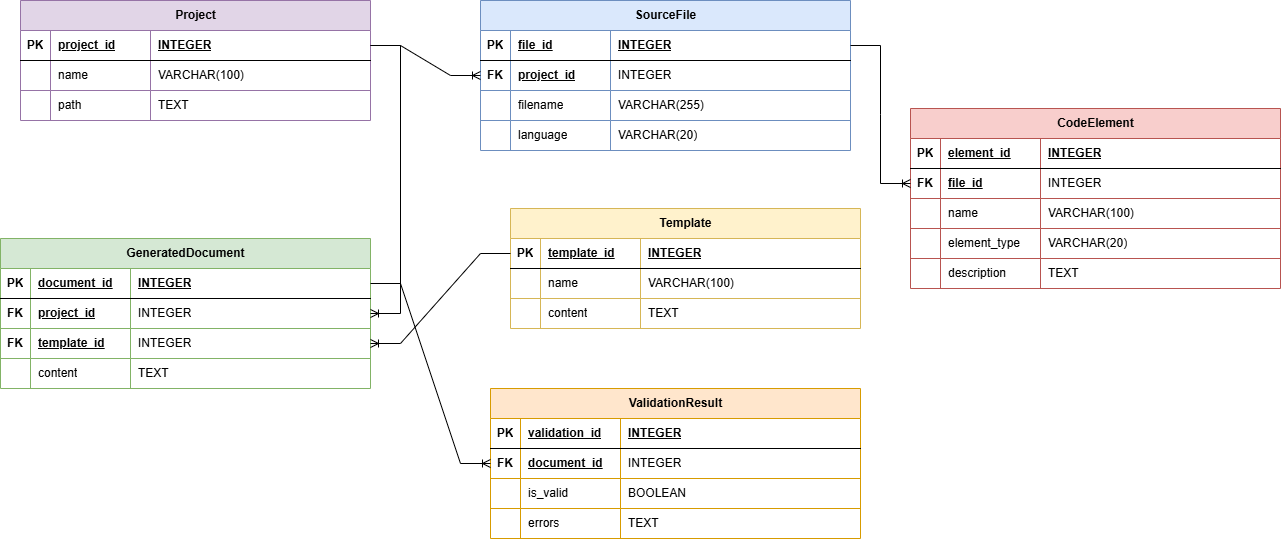 Project
PK project_id INTEGER
name VARCHAR(100)
path TEXT
SourceFile
PK file_id INTEGER
FK project_id INTEGER
filename VARCHAR(255)
language VARCHAR(20)
CodeElement
PK element_id INTEGER
FK file_id INTEGER
name VARCHAR(100)
element_type VARCHAR(20)
description TEXT
Template
PK template_id INTEGER
name VARCHAR(100)
content TEXT
GeneratedDocument
PK document_id INTEGER
FK project_id INTEGER
FK template_id INTEGER
content TEXT
ValidationResult
PK validation_id INTEGER
FK document_id INTEGER
is_valid BOOLEAN
errors TEXT